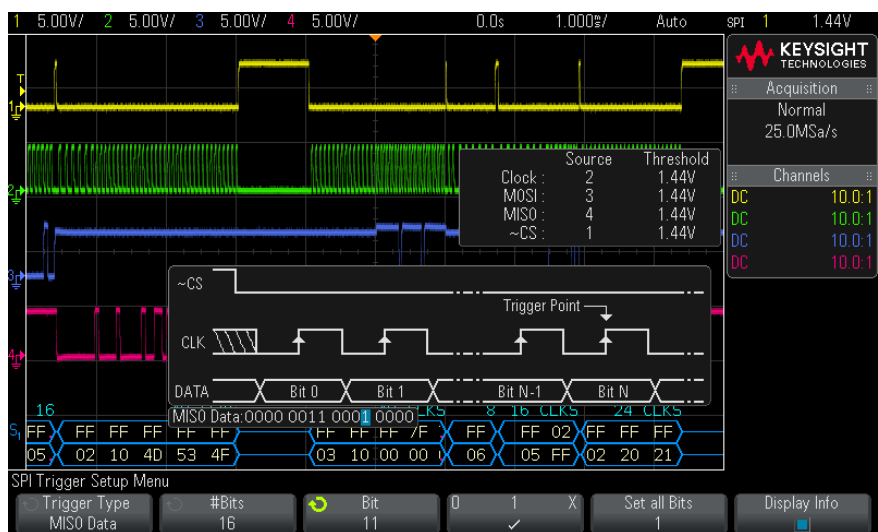 1 5.00V/ 2 5.00V/ 3 5.00V/ 4 5.00V/ 0.0s 1.000ms/ Auto SPI 1 1.44V
KEYSIGHT
TECHNOLOGIES
Acquisition
Normal
25.0MSa/s
Channels
DC 10.0:1
DC 10.0:1
DC 10.0:1
DC 10.0:1
T
1
2
3
4
Source Threshold
Clock : 2 1.44V
MOSI : 3 1.44V
MISO : 4 1.44V
~CS : 1 1.44V
~CS
Trigger Point
CLK
DATA Bit 0 Bit 1 Bit N-1 Bit N
MISO Data:0000 0011 0001 0000
16 CLKS 8 16 CLKS 24 CLKS
S1 FF FF FF FF FF FF FF FF 7F FF FF 02 FF FF FF
05 02 10 4D 53 4F 03 10 00 00 06 05 FF 02 20 21
SPI Trigger Setup Menu
Trigger Type #Bits Bit 0 1 X Set all Bits Display Info
MISO Data 16 11 ✓ 1